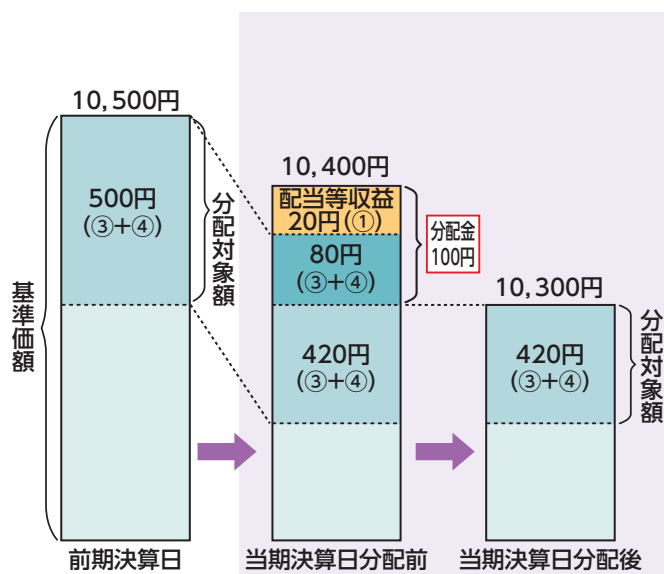 10,500円
500円
(③+④)
分配対象額
基準価額
前期決算日
10,400円
配当等収益
20円(①)
80円
(③+④)
分配金
100円
420円
(③+④)
当期決算日分配前
10,300円
420円
(③+④)
分配対象額
当期決算日分配後